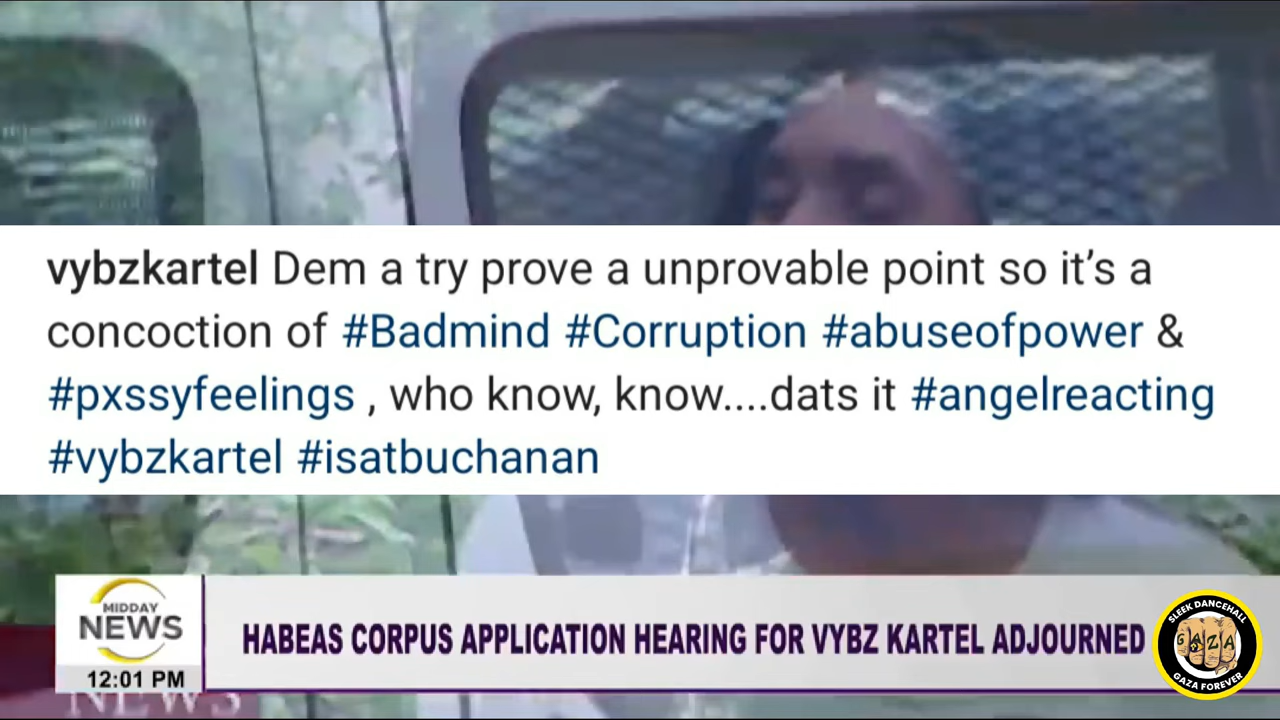 vybzkartel Dem a try prove a unprovable point so it’s a
concoction of #Badmind #Corruption #abuseofpower &
#pxssyfeelings , who know, know....dats it #angelreacting
#vybzkartel #isatbuchanan
MIDDAY
NEWS
12:01 PM
HABEAS CORPUS APPLICATION HEARING FOR VYBZ KARTEL ADJOURNED
SLEEK DANCEHALL
GAZA
GAZA FOREVER
NEWS